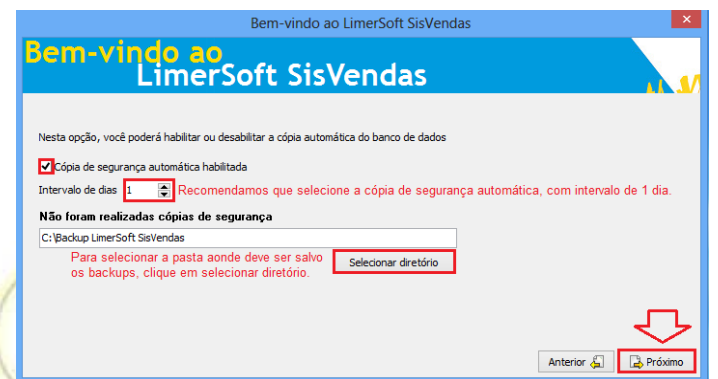 Bem-vindo ao LimerSoft SisVendas
Bem-vindo ao
LimerSoft SisVendas
Nesta opção, você poderá habilitar ou desabilitar a cópia automática do banco de dados
Cópia de segurança automática habilitada
Intervalo de dias 1 Recomendamos que selecione a cópia de segurança automática, com intervalo de 1 dia.
Não foram realizadas cópias de segurança
C:\Backup LimerSoft SisVendas
Para selecionar a pasta aonde deve ser salvo
os backups, clique em selecionar diretório.
Selecionar diretório
Anterior
Próximo